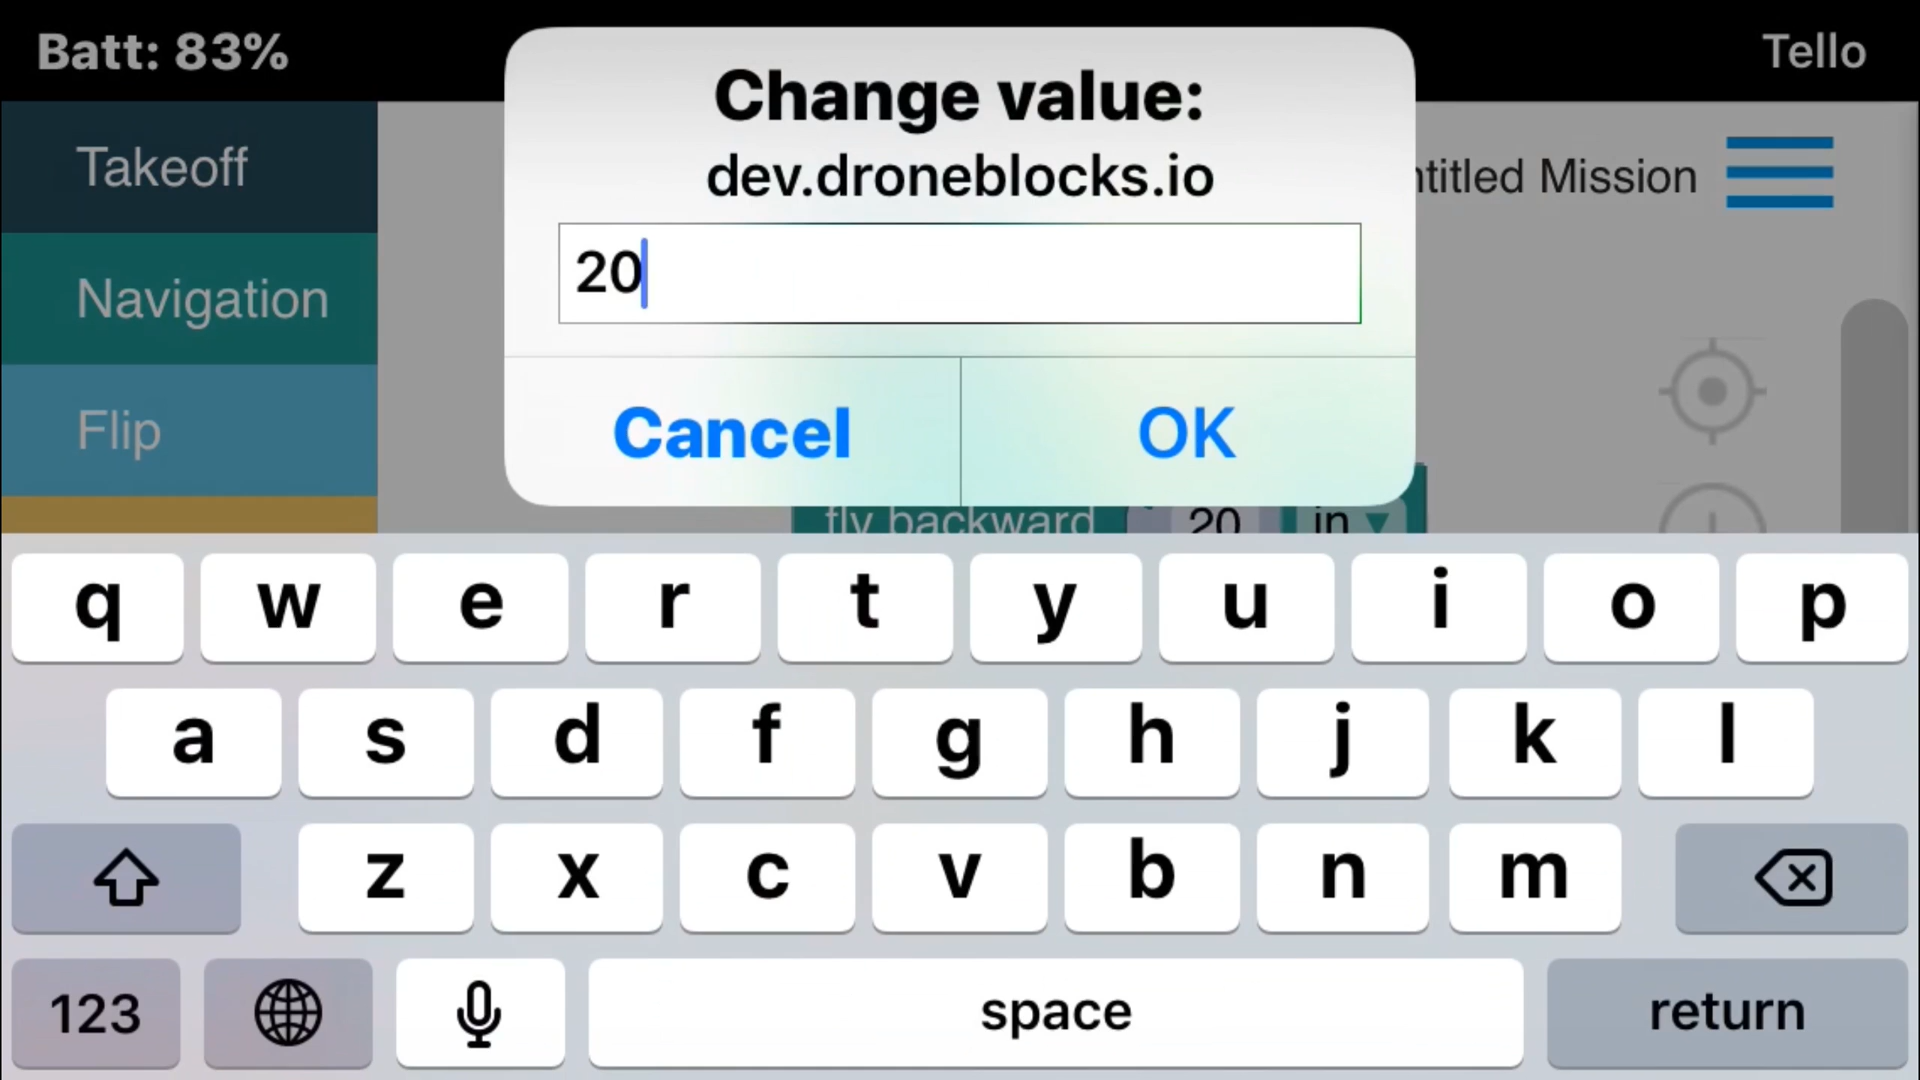 Batt: 83%
Tello
Change value:
dev.droneblocks.io
20
Cancel
OK
Takeoff
Navigation
Flip
ntitled Mission
fly backward 20 in
q w e r t y u i o p
a s d f g h j k l
z x c v b n m
123
space
return